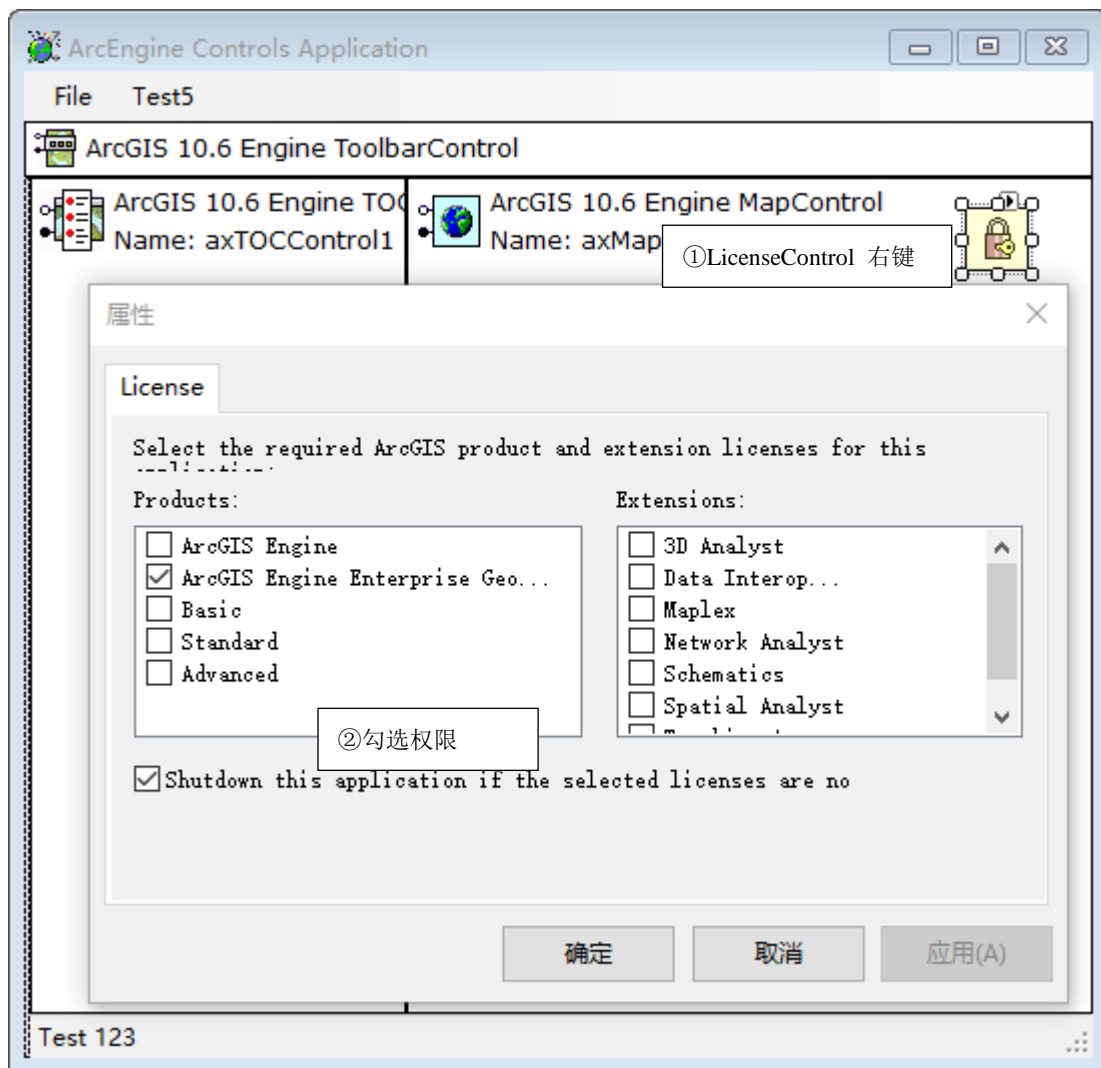 ArcEngine Controls Application
File Test5
ArcGIS 10.6 Engine ToolbarControl
ArcGIS 10.6 Engine TOC
Name: axTOCControl1
ArcGIS 10.6 Engine MapControl
Name: axMap
①LicenseControl 右键
属性
License
Select the required ArcGIS product and extension licenses for this
Products:
ArcGIS Engine
ArcGIS Engine Enterprise Geo...
Basic
Standard
Advanced
Extensions:
3D Analyst
Data Interop...
Maplex
Network Analyst
Schematics
Spatial Analyst
②勾选权限
Shutdown this application if the selected licenses are no
确定 取消 应用(A)
Test 123